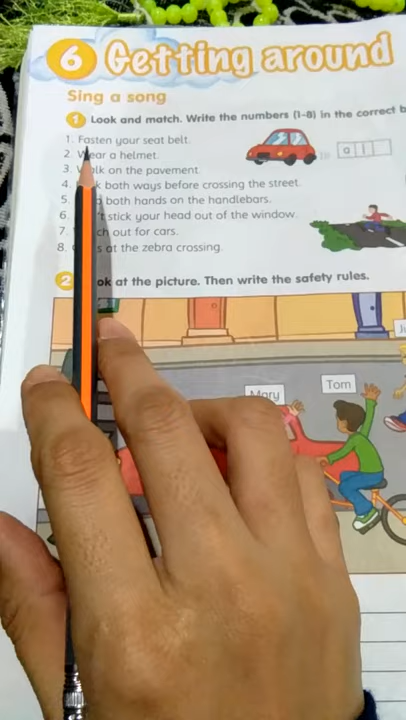 6 Getting around
Sing a song
1 Look and match. Write the numbers (1-8) in the correct b
1. Fasten your seat belt.
2. Wear a helmet.
3. W lk on the pavement.
4. k both ways before crossing the street.
5. both hands on the handlebars.
6. 't stick your head out of the window.
7. ch out for cars.
8. s at the zebra crossing.
2 ok at the picture. Then write the safety rules.
Mary
Tom